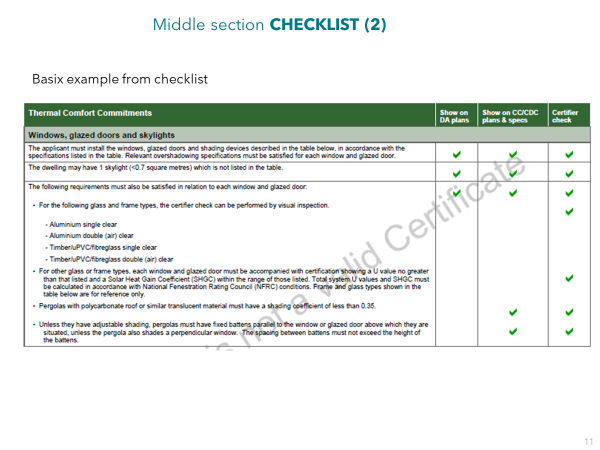 Middle section CHECKLIST (2)
Basix example from checklist
Thermal Comfort Commitments
Show on DA plans
Show on CC/CDC plans & specs
Certifier check
Windows, glazed doors and skylights
The applicant must install the windows, glazed doors and shading devices described in the table below, in accordance with the
specifications listed in the table. Relevant overshadowing specifications must be satisfied for each window and glazed door.
The dwelling may have 1 skylight (<0.7 square metres) which is not listed in the table.
The following requirements must also be satisfied in relation to each window and glazed door:
• For the following glass and frame types, the certifier check can be performed by visual inspection.
- Aluminium single clear
- Aluminium double (air) clear
- Timber/uPVC/fibreglass single clear
- Timber/uPVC/fibreglass double (air) clear
• For other glass or frame types, each window and glazed door must be accompanied with certification showing a U value no greater
than that listed and a Solar Heat Gain Coefficient (SHGC) within the range of those listed. Total system U values and SHGC must
be calculated in accordance with National Fenestration Rating Council (NFRC) conditions. Frame and glass types shown in the
table below are for reference only.
• Pergolas with polycarbonate roof or similar translucent material must have a shading coefficient of less than 0.35.
• Unless they have adjustable shading, pergolas must have fixed battens parallel to the window or glazed door above which they are
situated, unless the pergola also shades a perpendicular window. The spacing between battens must not exceed the height of
the battens.
is not a valid Certificate
11